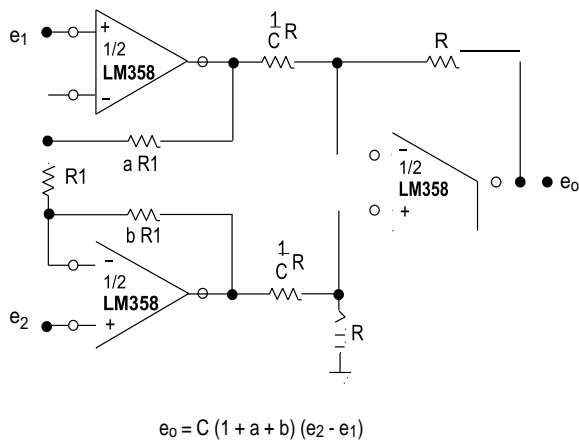 e1
+
1/2
LM358
−
1
C
R
R
a R1
R1
b R1
−
1/2
LM358
+
eo
−
1/2
LM358
+
e2
1
C
R
R
eo = C (1 + a + b) (e2 - e1)